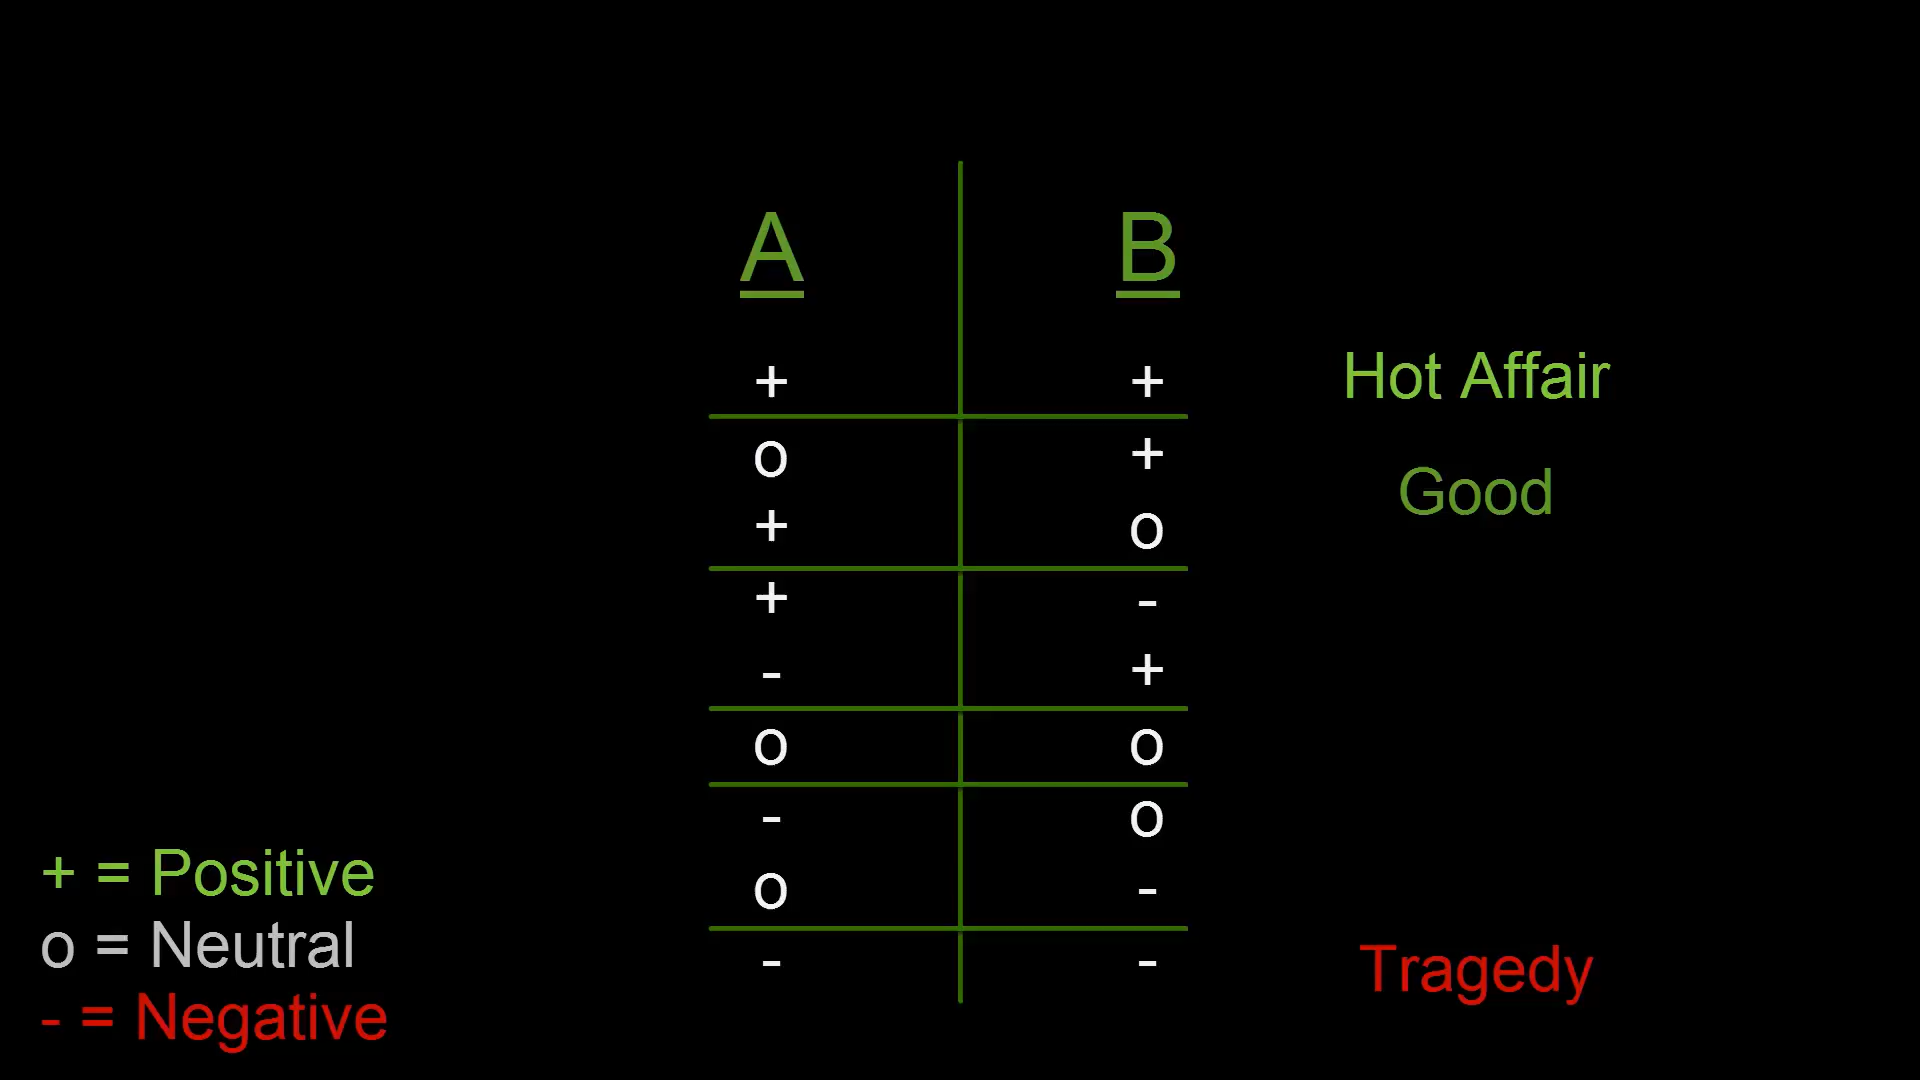 A B
+ + Hot Affair
o +
Good
+ o
+ -
- +
o o
- o
o -
- - Tragedy
+ = Positive
o = Neutral
- = Negative